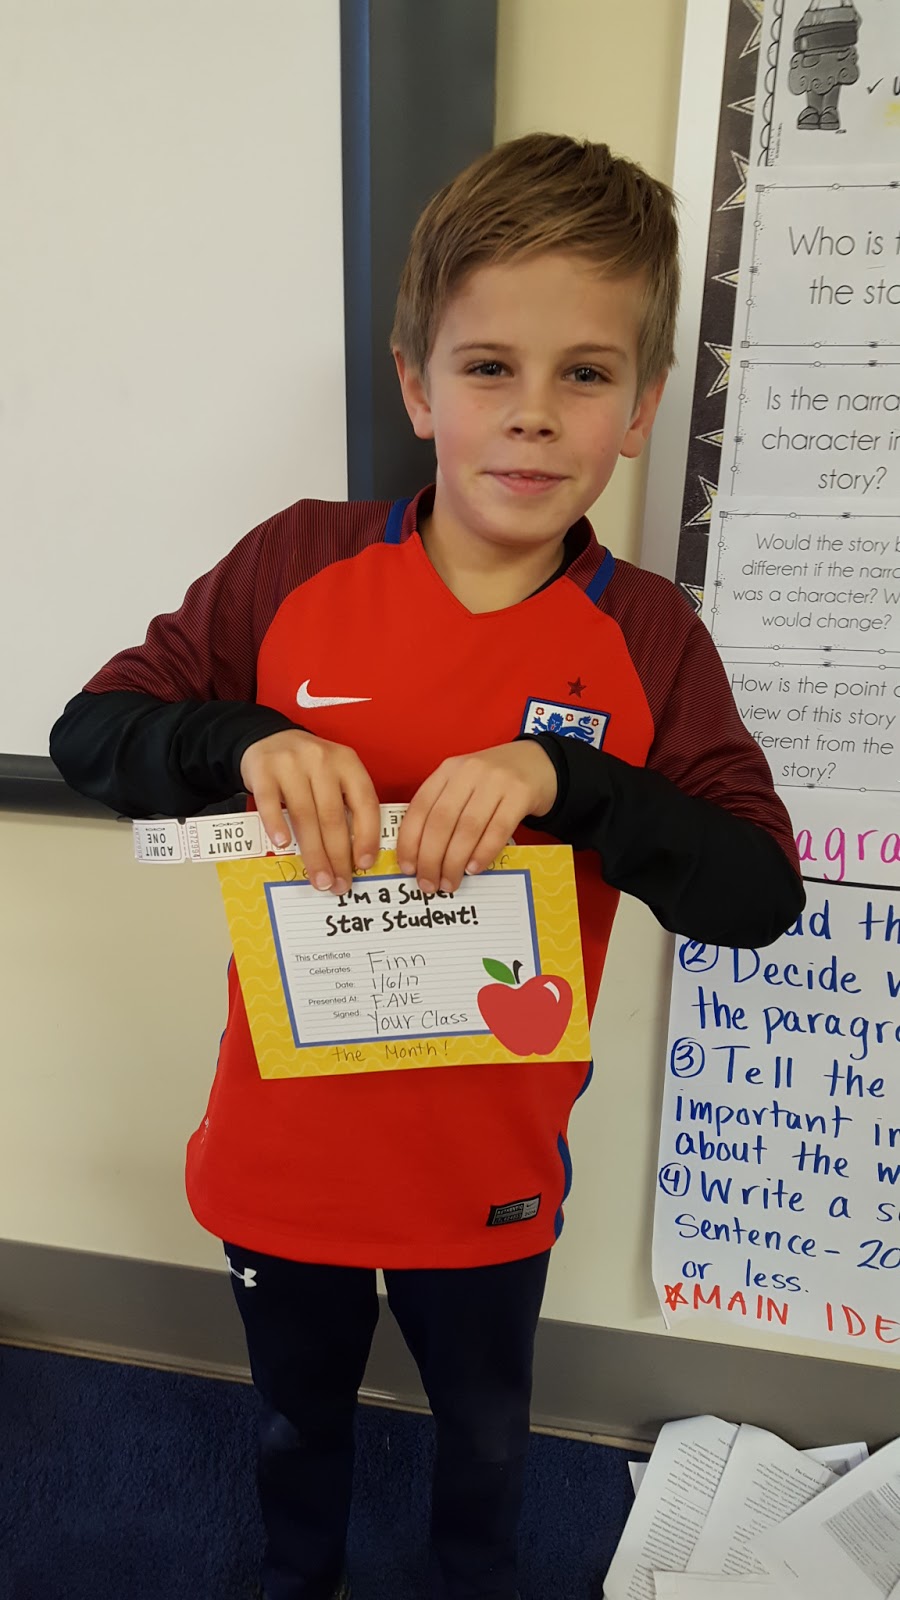 ADMIT
ONE
ADMIT
ONE
ADMIT
ONE
I'm a Super
Star Student!
This Certificate
Celebrates: Finn
Date: 1/6/17
Presented At: F.AVE
Signed: Your Class
the Month!
Who is t
the sto
Is the narra
character in
story?
Would the story b
different if the narra
was a character? W
would change?
How is the point o
view of this story
fferent from the
story?
agra
ad th
② Decide w
the paragra
③ Tell the
important in
about the w
④ Write a s
sentence- 20
or less.
MAIN IDE